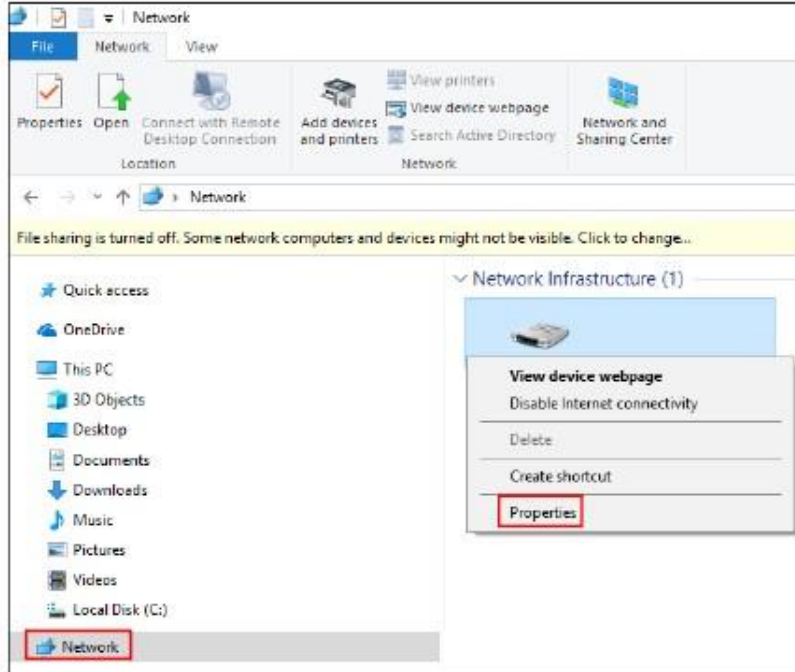 Network
File Network View
Properties
Open
Connect with Remote
Desktop Connection
Location
Add devices
and printers
View printers
View device webpage
Search Active Directory
Network
Network and
Sharing Center
Network
File sharing is turned off. Some network computers and devices might not be visible. Click to change...
Quick access
OneDrive
This PC
3D Objects
Desktop
Documents
Downloads
Music
Pictures
Videos
Local Disk (C:)
Network
Network Infrastructure (1)
View device webpage
Disable Internet connectivity
Delete
Create shortcut
Properties